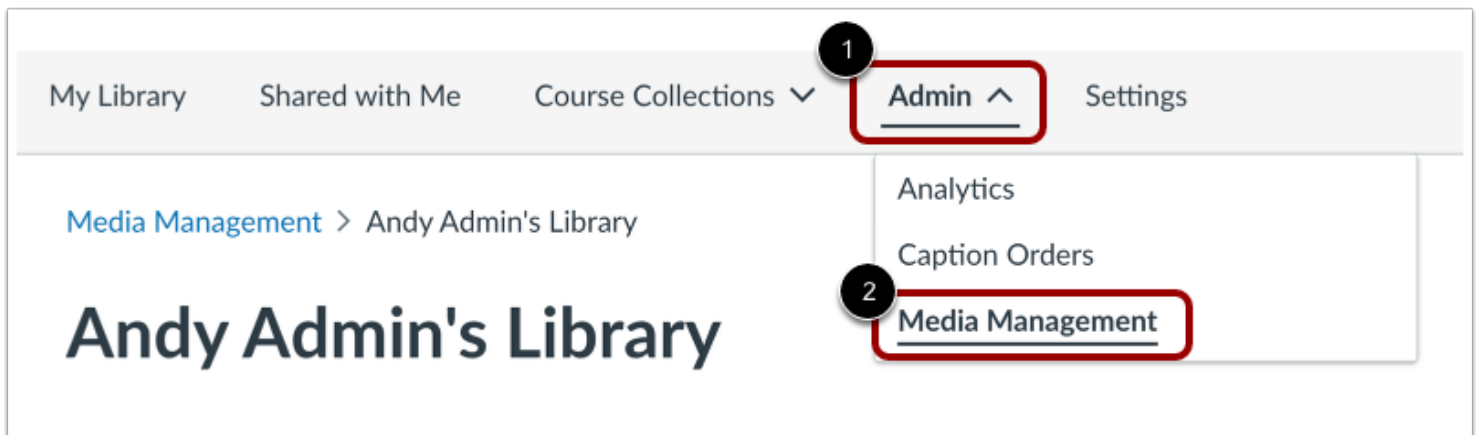 1
My Library Shared with Me Course Collections Admin Settings
Analytics
Media Management > Andy Admin's Library
Caption Orders
2
Media Management
Andy Admin's Library